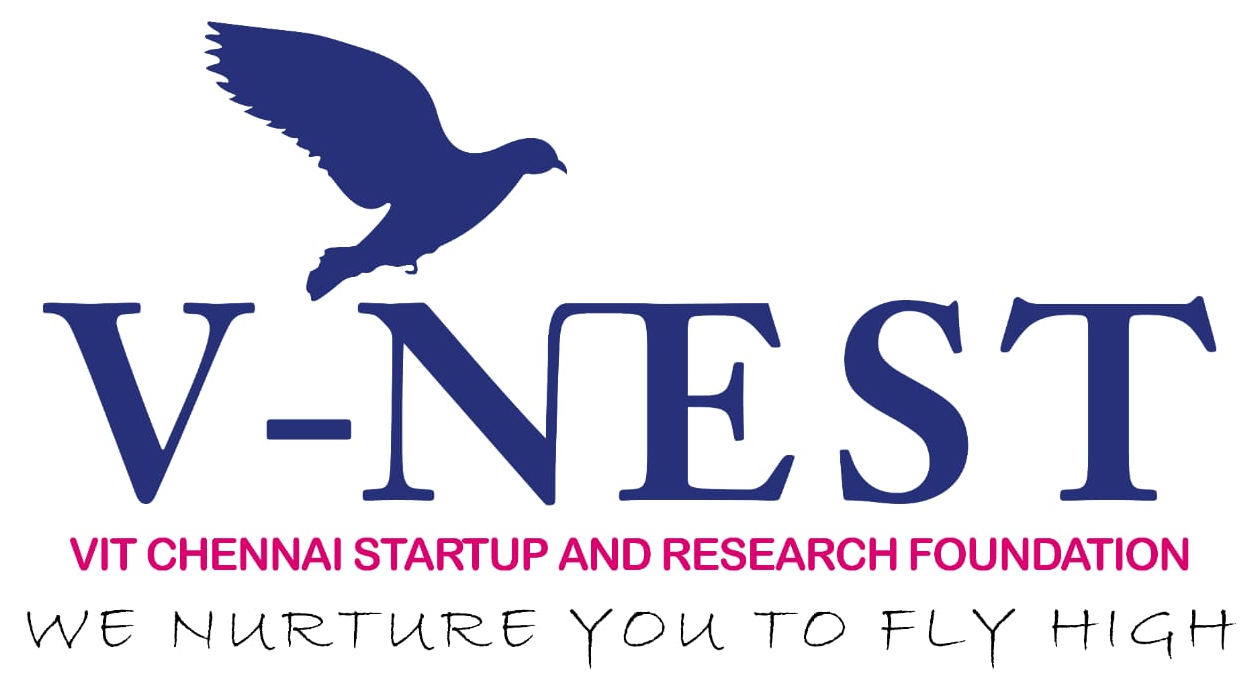 V-NEST
VIT CHENNAI STARTUP AND RESEARCH FOUNDATION
WE NURTURE YOU TO FLY HIGH